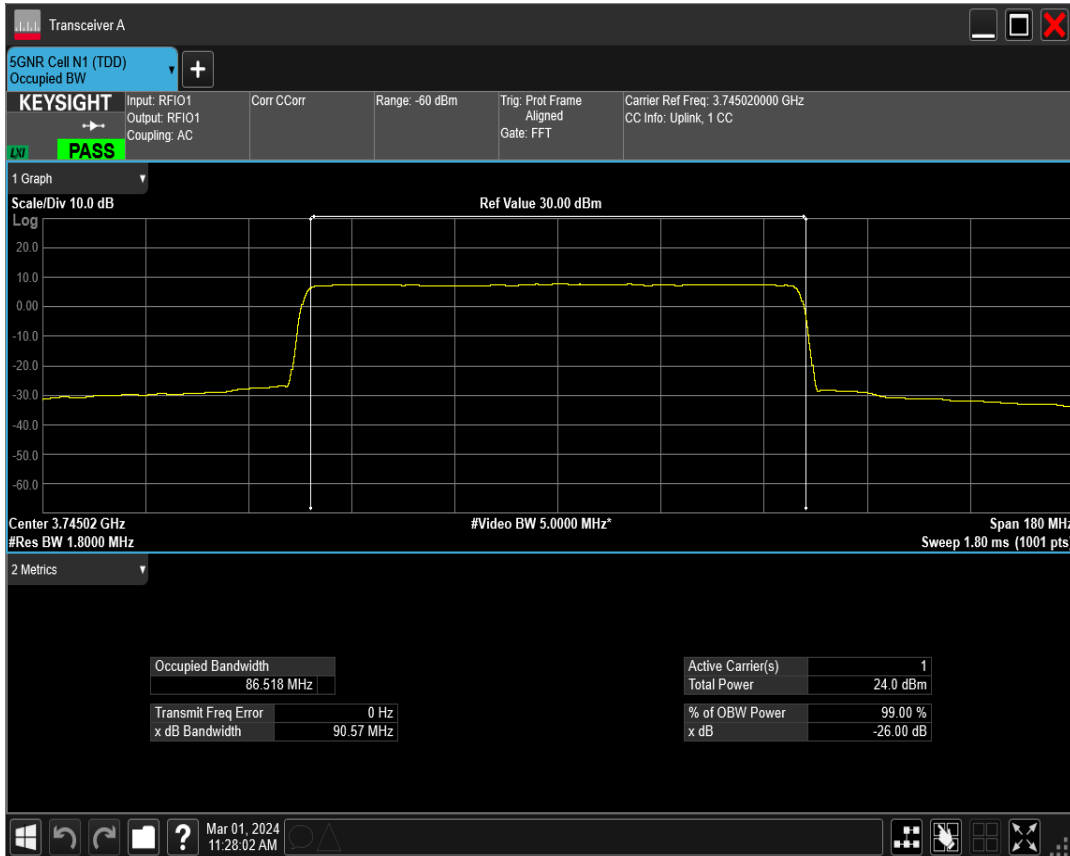 Transceiver A
5GNR Cell N1 (TDD)
Occupied BW
+
KEYSIGHT
LXI
PASS
Input: RFIO1
Output: RFIO1
Coupling: AC
Corr CCorr
Range: -60 dBm
Trig: Prot Frame
Aligned
Gate: FFT
Carrier Ref Freq: 3.745020000 GHz
CC Info: Uplink, 1 CC
1 Graph
Scale/Div 10.0 dB
Ref Value 30.00 dBm
Log
20.0
10.0
0.00
-10.0
-20.0
-30.0
-40.0
-50.0
-60.0
Center 3.74502 GHz
#Video BW 5.0000 MHz*
Span 180 MHz
#Res BW 1.8000 MHz
Sweep 1.80 ms (1001 pts)
2 Metrics
Occupied Bandwidth
86.518 MHz
Transmit Freq Error 0 Hz
x dB Bandwidth 90.57 MHz
Active Carrier(s) 1
Total Power 24.0 dBm
% of OBW Power 99.00 %
x dB -26.00 dB
?
Mar 01, 2024
11:28:02 AM